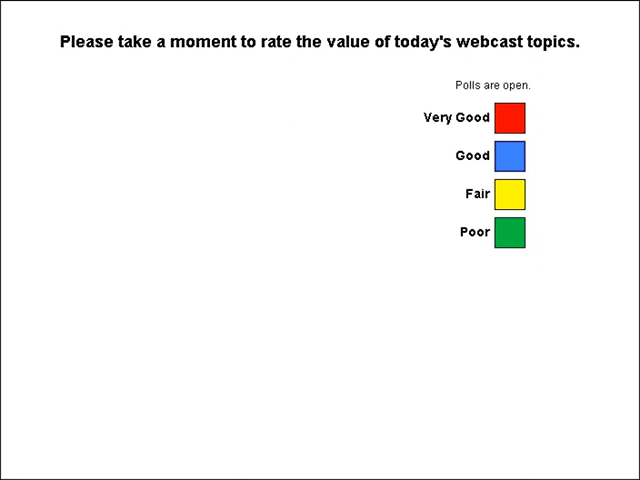 Please take a moment to rate the value of today's webcast topics.
Polls are open.
Very Good
Good
Fair
Poor